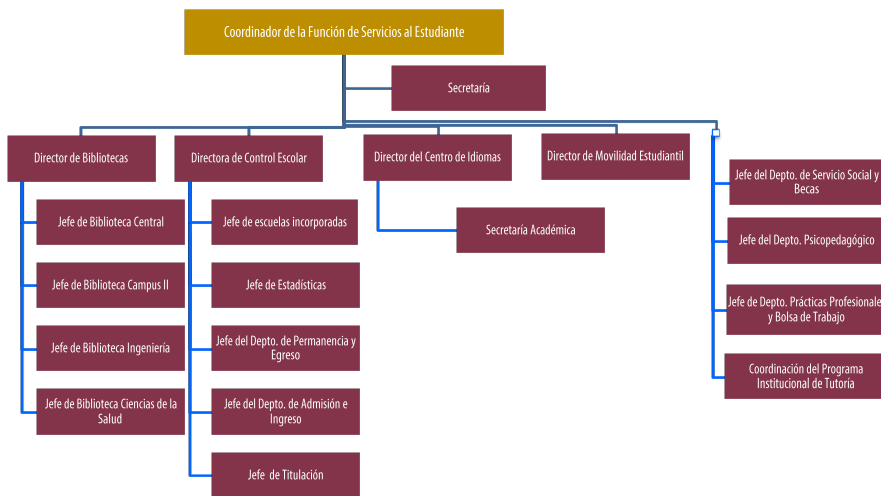 Coordinador de la Función de Servicios al Estudiante
Secretaría
Director de Bibliotecas
Jefe de Biblioteca Central
Jefe de Biblioteca Campus II
Jefe de Biblioteca Ingeniería
Jefe de Biblioteca Ciencias de la
Salud
Directora de Control Escolar
Jefe de escuelas incorporadas
Jefe de Estadísticas
Jefe del Depto. de Permanencia y
Egreso
Jefe del Depto. de Admisión e
Ingreso
Jefe de Titulación
Director del Centro de Idiomas
Secretaría Académica
Director de Movilidad Estudiantil
Jefe del Depto. de Servicio Social y
Becas
Jefe del Depto. Psicopedagógico
Jefe de Depto. Prácticas Profesionale
y Bolsa de Trabajo
Coordinación del Programa
Institucional de Tutoría